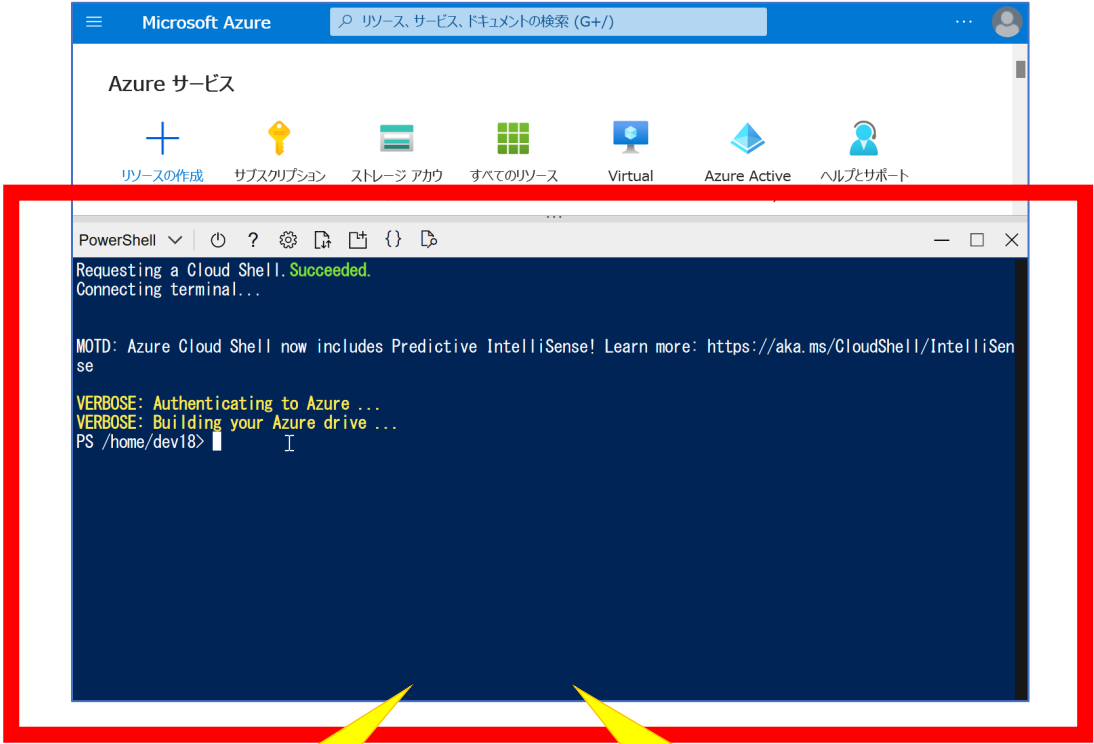 Microsoft Azure
リソース、サービス、ドキュメントの検索 (G+/)
Azure サービス
リソースの作成
サブスクリプション
ストレージ アカウ
すべてのリソース
Virtual
Azure Active
ヘルプとサポート
PowerShell
Requesting a Cloud Shell.Succeeded.
Connecting terminal...
MOTD: Azure Cloud Shell now includes Predictive IntelliSense! Learn more: https://aka.ms/CloudShell/IntelliSen
se
VERBOSE: Authenticating to Azure ...
VERBOSE: Building your Azure drive ...
PS /home/dev18>